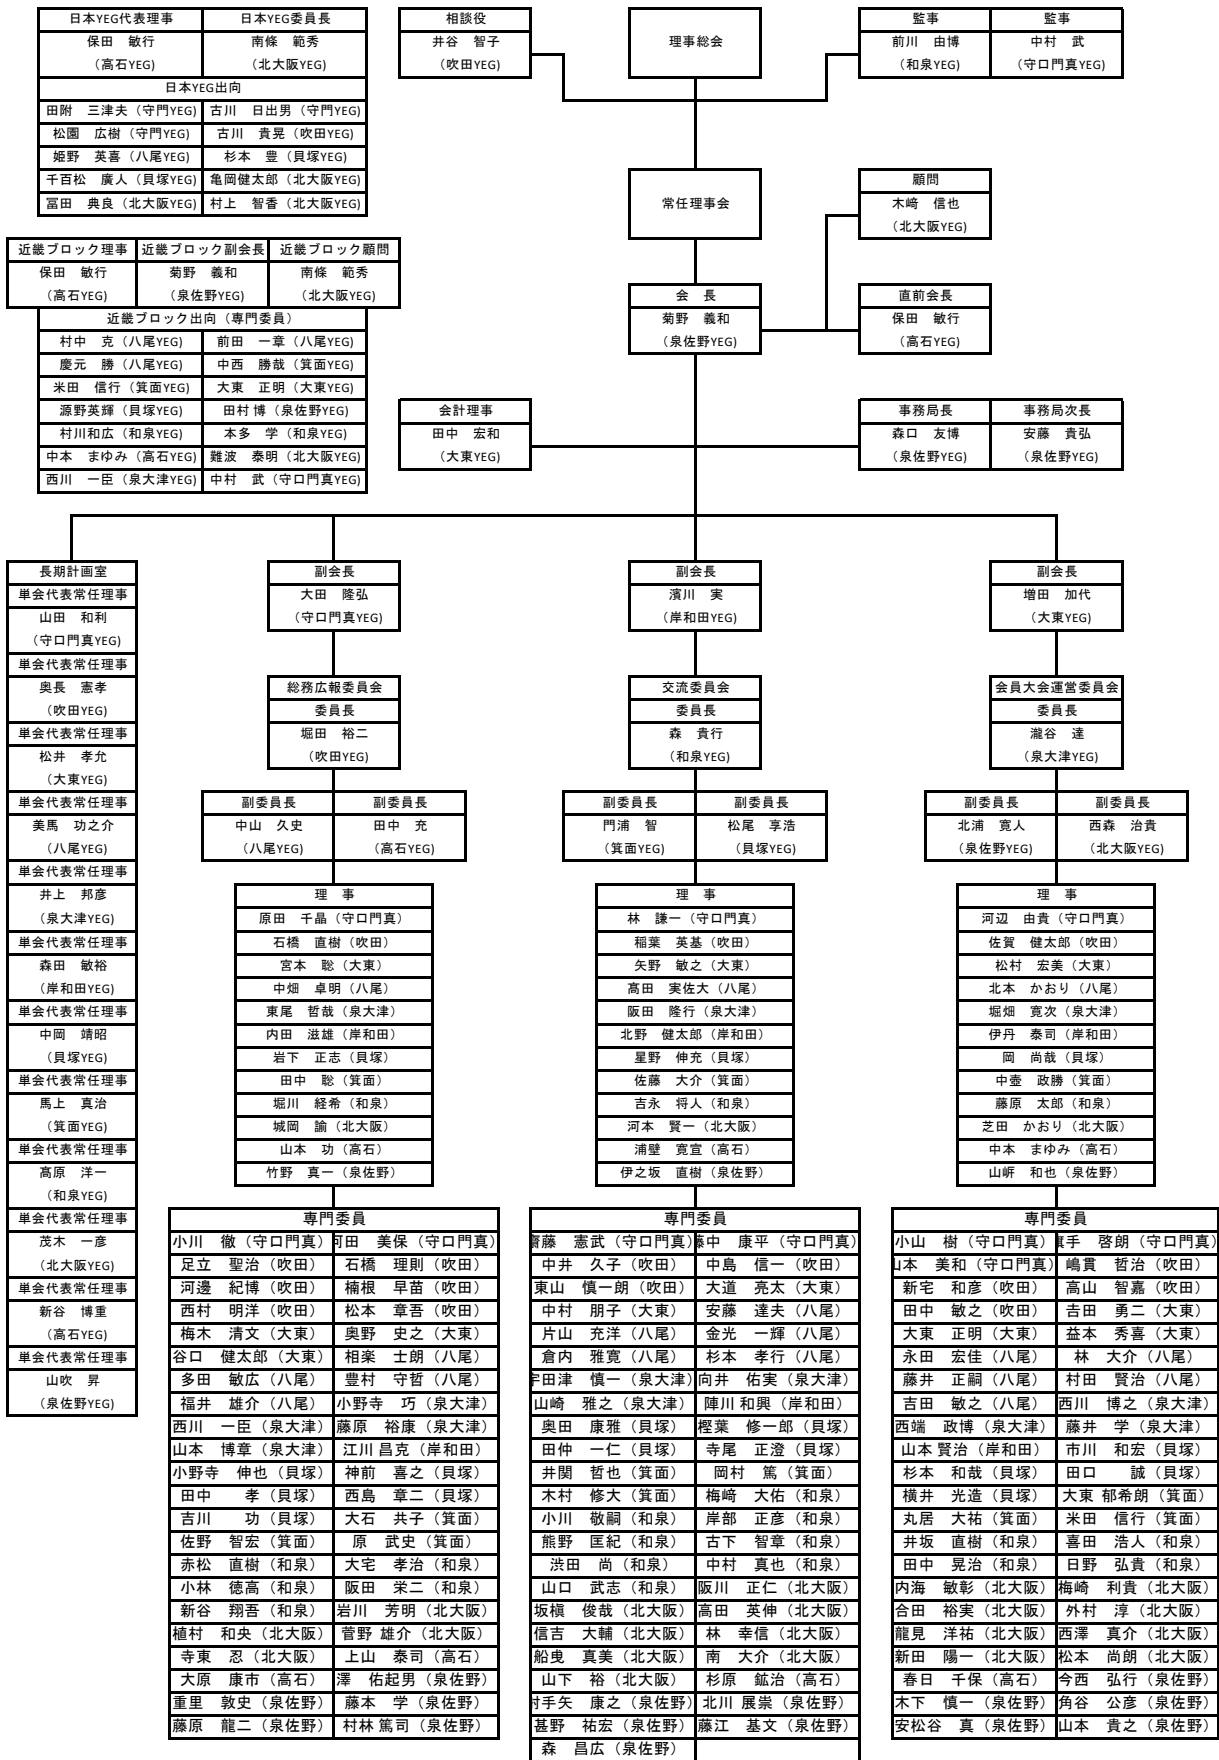 日本YEG代表理事　日本YEG委員長
保田　敏行　南條　範秀
(高石YEG)　(北大阪YEG)
日本YEG出向
田附　三津夫（守門YEG)　古川　日出男（守門YEG)
松園　広樹（守門YEG)　古川　貴晃（吹田YEG)
姫野　英喜（八尾YEG)　杉本　豊（貝塚YEG)
千百松　廣人（貝塚YEG)　亀岡健太郎（北大阪YEG)
冨田　典良（北大阪YEG)　村上　智香（北大阪YEG)
近畿ブロック理事　近畿ブロック副会長　近畿ブロック顧問
保田　敏行　菊野　義和　南條　範秀
(高石YEG)　(泉佐野YEG)　(北大阪YEG)
近畿ブロック出向（専門委員）
村中　克（八尾YEG)　前田　一章（八尾YEG)
慶元　勝（八尾YEG)　中西　勝哉（箕面YEG)
米田　信行（箕面YEG)　大東　正明（大東YEG)
源野英輝（貝塚YEG)　田村 博（泉佐野YEG)
村川和広（和泉YEG)　本多　学（和泉YEG)
中本　まゆみ（高石YEG)　難波　泰明（北大阪YEG)
西川　一臣（泉大津YEG)　中村　武（守口門真YEG)
相談役
井谷　智子
(吹田YEG)
理事総会
監事　監事
前川　由博　中村　武
(和泉YEG)　(守口門真YEG)
常任理事会
顧問
木﨑　信也
(北大阪YEG)
会　長
菊野　義和
(泉佐野YEG)
直前会長
保田　敏行
(高石YEG)
会計理事
田中　宏和
(大東YEG)
事務局長　事務局次長
森口　友博　安藤　貴弘
(泉佐野YEG)　(泉佐野YEG)
長期計画室
単会代表常任理事
山田　和利
(守口門真YEG)
単会代表常任理事
奥長　憲孝
(吹田YEG)
単会代表常任理事
松井　孝允
(大東YEG)
単会代表常任理事
美馬　功之介
(八尾YEG)
単会代表常任理事
井上　邦彦
(泉大津YEG)
単会代表常任理事
森田　敏裕
(岸和田YEG)
単会代表常任理事
中岡　靖昭
(貝塚YEG)
単会代表常任理事
馬上　真治
(箕面YEG)
単会代表常任理事
髙原　洋一
(和泉YEG)
単会代表常任理事
茂木　一彦
(北大阪YEG)
単会代表常任理事
新谷　博重
(高石YEG)
単会代表常任理事
山吹　昇
(泉佐野YEG)
副会長
大田　隆弘
(守口門真YEG)
総務広報委員会
委員長
堀田　裕二
(吹田YEG)
副委員長　副委員長
中山　久史　田中　充
(八尾YEG)　(高石YEG)
理　事
原田　千晶（守口門真）
石橋　直樹（吹田）
宮本　聡（大東）
中畑　卓明（八尾）
東尾　哲哉（泉大津）
内田　滋雄（岸和田）
岩下　正志（貝塚）
田中　聡（箕面）
堀川　経希（和泉）
城岡　諭（北大阪）
山本　功（高石）
竹野　真一（泉佐野）
専門委員
小川　徹（守口門真）　河田　美保（守口門真）
足立　聖治（吹田）　石橋　理則（吹田）
河邊　紀博（吹田）　楠根　早苗（吹田）
西村　明洋（吹田）　松本　章吾（吹田）
梅木　清文（大東）　奥野　史之（大東）
谷口　健太郎（大東）　相楽　士朗（八尾）
多田　敏広（八尾）　豊村　守哲（八尾）
福井　雄介（八尾）　小野寺　巧（泉大津）
西川　一臣（泉大津）　藤原　裕康（泉大津）
山本　博章（泉大津）　江川 昌克（岸和田）
小野寺　伸也（貝塚）　神前　喜之（貝塚）
田中　　孝（貝塚）　西島　章二（貝塚）
吉川　　功（貝塚）　大石　共子（箕面）
佐野　智宏（箕面）　原　武史（箕面）
赤松　直樹（和泉）　大宅　孝治（和泉）
小林　徳高（和泉）　阪田　栄二（和泉）
新谷　翔吾（和泉）　岩川　芳明（北大阪）
植村　和央（北大阪）　菅野 雄介（北大阪）
寺東　忍（北大阪）　上山　泰司（高石）
大原　康市（高石）　澤　佑起男（泉佐野）
重里　敦史（泉佐野）　藤本　学（泉佐野）
藤原　龍二（泉佐野）　村林 篤司（泉佐野）
副会長
濱川　実
(岸和田YEG)
交流委員会
委員長
森　貴行
(和泉YEG)
副委員長　副委員長
門浦　智　松尾　享浩
(箕面YEG)　(貝塚YEG)
理　事
林　謙一（守口門真）
稲葉　英基（吹田）
矢野　敏之（大東）
髙田　実佐大（八尾）
阪田　隆行（泉大津）
北野　健太郎（岸和田）
星野　伸充（貝塚）
佐藤　大介（箕面）
吉永　将人（和泉）
河本　賢一（北大阪）
浦壁　寛宣（高石）
伊之坂　直樹（泉佐野）
専門委員
齋藤　憲武（守口門真）　藤中　康平（守口門真）
中井　久子（吹田）　中島　信一（吹田）
東山　慎一朗（吹田）　大道　亮太（大東）
中村　朋子（大東）　安藤　達夫（八尾）
片山　充洋（八尾）　金光　一輝（八尾）
倉内　雅寛（八尾）　杉本　孝行（八尾）
宇田津　慎一（泉大津）　向井　佑実（泉大津）
山崎　雅之（泉大津）　陣川 和興（岸和田）
奥田　康雅（貝塚）　樫葉　修一郎（貝塚）
田仲　一仁（貝塚）　寺尾　正澄（貝塚）
井関　哲也（箕面）　岡村　篤（箕面）
木村　修大（箕面）　梅﨑　大佑（和泉）
小川　敬嗣（和泉）　岸部　正彦（和泉）
熊野　匡紀（和泉）　古下　智章（和泉）
渋田　尚（和泉）　中村　真也（和泉）
山口　武志（和泉）　阪川　正仁（北大阪）
坂槇　俊哉（北大阪）　高田　英伸（北大阪）
信吉　大輔（北大阪）　林　幸信（北大阪）
船曳　真美（北大阪）　南　大介（北大阪）
山下　裕（北大阪）　杉原　鉱治（高石）
手矢　康之（泉佐野）　北川 展崇（泉佐野）
甚野　祐宏（泉佐野）　藤江　基文（泉佐野）
森　昌広（泉佐野）
副会長
増田　加代
(大東YEG)
会員大会運営委員会
委員長
瀧谷　達
(泉大津YEG)
副委員長　副委員長
北浦　寛人　西森　治貴
(泉佐野YEG)　(北大阪YEG)
理　事
河辺　由貴（守口門真）
佐賀　健太郎（吹田）
松村　宏美（大東）
北本　かおり（八尾）
堀畑　寛次（泉大津）
伊丹　泰司（岸和田）
岡　尚哉（貝塚）
中壷　政勝（箕面）
藤原　太郎（和泉）
芝田　かおり（北大阪）
中本　まゆみ（高石）
山㟁　和也（泉佐野）
専門委員
小山　樹（守口門真）　旗手　啓朗（守口門真）
山本　美和（守口門真）　嶋貫　哲治（吹田）
新宅　和彦（吹田）　高山　智嘉（吹田）
田中　敏之（吹田）　吉田　勇二（大東）
大東　正明（大東）　益本　秀喜（大東）
永田　宏佳（八尾）　林　大介（八尾）
藤井　正嗣（八尾）　村田　賢治（八尾）
吉田　敏之（八尾）　西川　博之（泉大津）
西端　政博（泉大津）　藤井　学（泉大津）
山本 賢治（岸和田）　市川　和宏（貝塚）
杉本　和哉（貝塚）　田口　　誠（貝塚）
横井　光造（貝塚）　大東 郁希朗（箕面）
丸居　大祐（箕面）　米田　信行（箕面）
井坂　直樹（和泉）　喜田　浩人（和泉）
田中　晃治（和泉）　日野　弘貴（和泉）
内海　敏彰（北大阪）　梅崎　利貴（北大阪）
合田　裕実（北大阪）　外村　淳（北大阪）
龍見　洋祐（北大阪）　西澤　真介（北大阪）
新田　陽一（北大阪）　松本　尚朗（北大阪）
春日　千保（高石）　今西　弘行（泉佐野）
木下　慎一（泉佐野）　角谷　公彦（泉佐野）
安松谷　真（泉佐野）　山本　貴之（泉佐野）